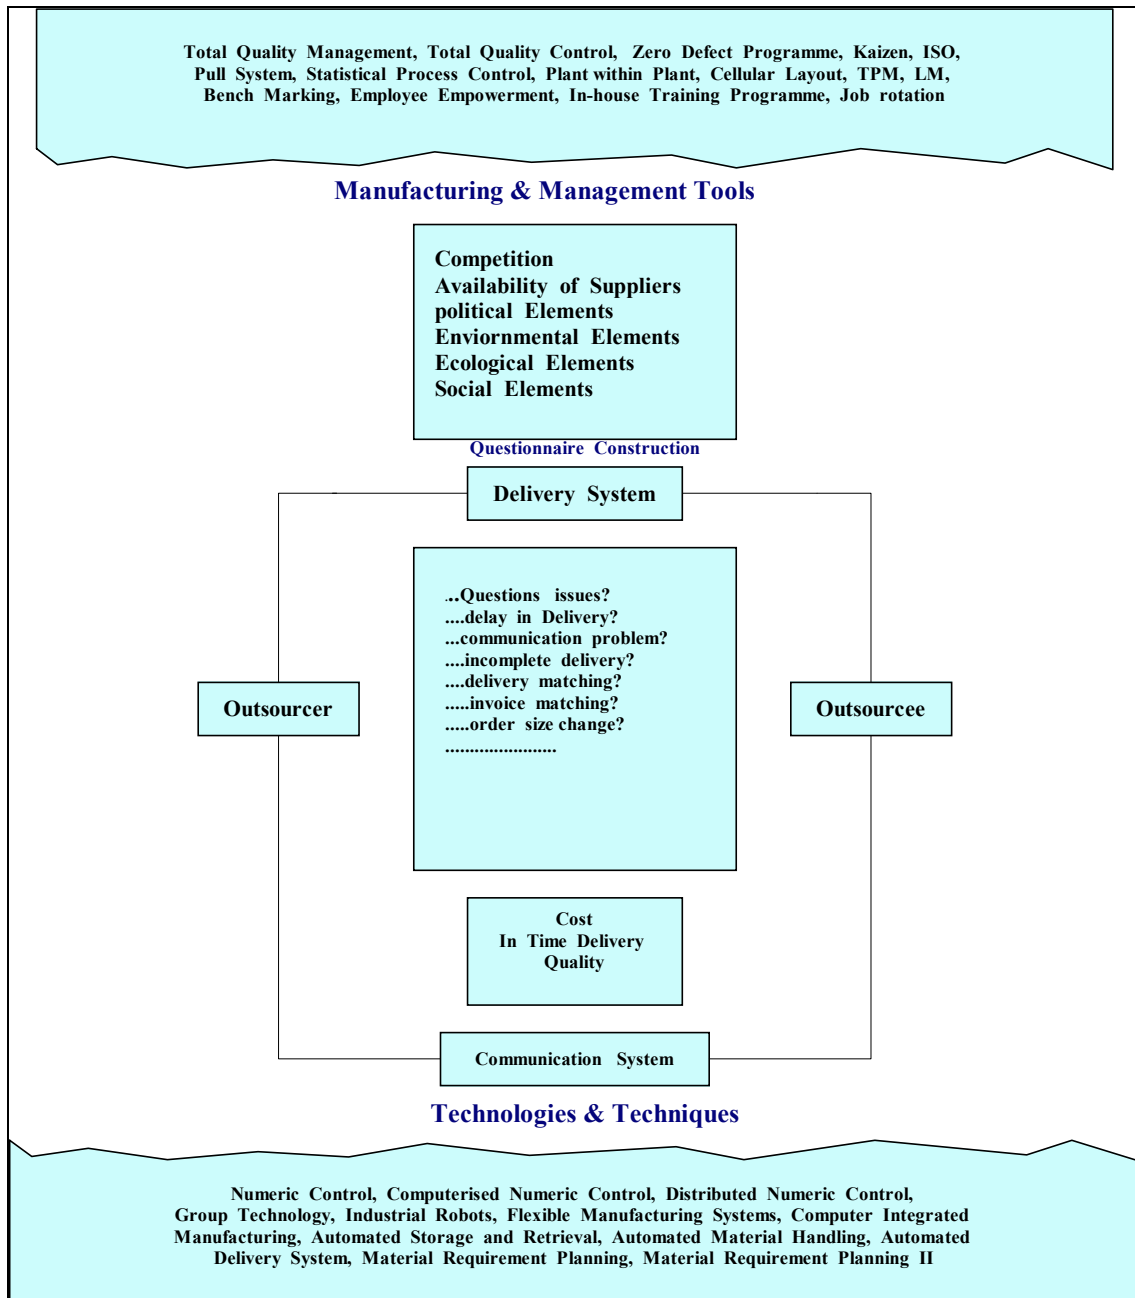 Total Quality Management, Total Quality Control, Zero Defect Programme, Kaizen, ISO,
Pull System, Statistical Process Control, Plant within Plant, Cellular Layout, TPM, LM,
Bench Marking, Employee Empowerment, In-house Training Programme, Job rotation
Manufacturing & Management Tools
Competition
Availability of Suppliers
political Elements
Enviornmental Elements
Ecological Elements
Social Elements
Questionnaire Construction
Delivery System
...Questions issues?
....delay in Delivery?
...communication problem?
....incomplete delivery?
....delivery matching?
.....invoice matching?
.....order size change?
.......................
Outsourcer
Outsourcee
Cost
In Time Delivery
Quality
Communication System
Technologies & Techniques
Numeric Control, Computerised Numeric Control, Distributed Numeric Control,
Group Technology, Industrial Robots, Flexible Manufacturing Systems, Computer Integrated
Manufacturing, Automated Storage and Retrieval, Automated Material Handling, Automated
Delivery System, Material Requirement Planning, Material Requirement Planning II